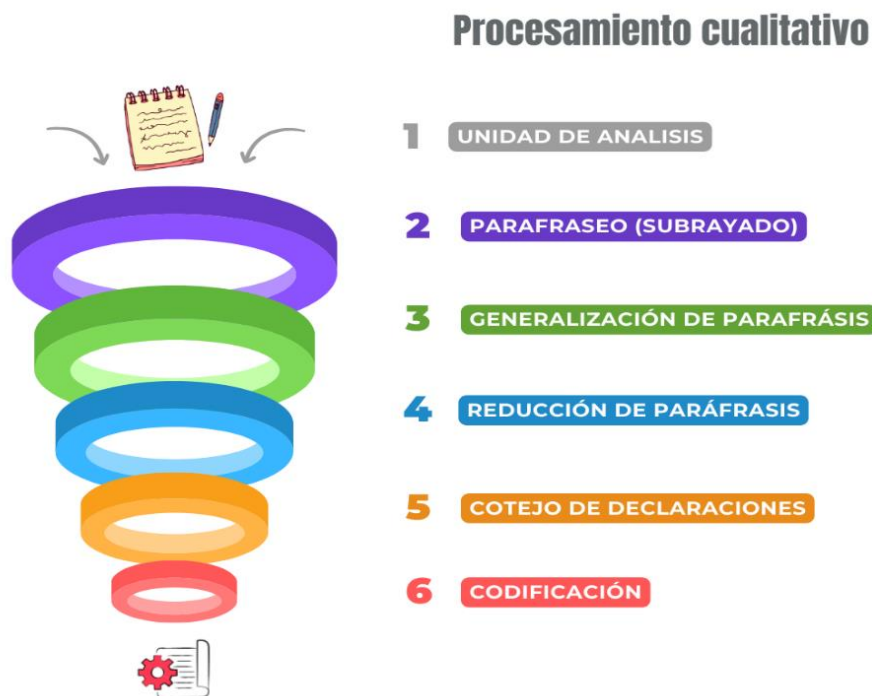 Procesamiento cualitativo
1 UNIDAD DE ANALISIS
2 PARAFRASEO (SUBRAYADO)
3 GENERALIZACIÓN DE PARAFRÁSIS
4 REDUCCIÓN DE PARÁFRASIS
5 COTEJO DE DECLARACIONES
6 CODIFICACIÓN